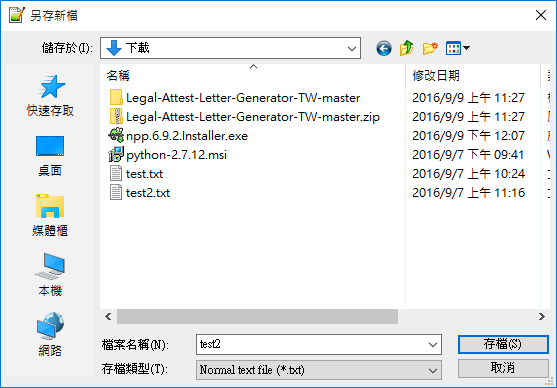 另存新檔
儲存於(I):
下載
名稱 修改日期
Legal-Attest-Letter-Generator-TW-master 2016/9/9 上午 11:27
Legal-Attest-Letter-Generator-TW-master.zip 2016/9/9 上午 11:27
npp.6.9.2.Installer.exe 2016/9/9 下午 12:07
python-2.7.12.msi 2016/9/7 下午 09:41
test.txt 2016/9/7 上午 10:24
test2.txt 2016/9/7 上午 11:16
快速存取
桌面
媒體櫃
本機
網路
檔案名稱(N): test2 存檔(S)
存檔類型(T): Normal text file (*.txt) 取消